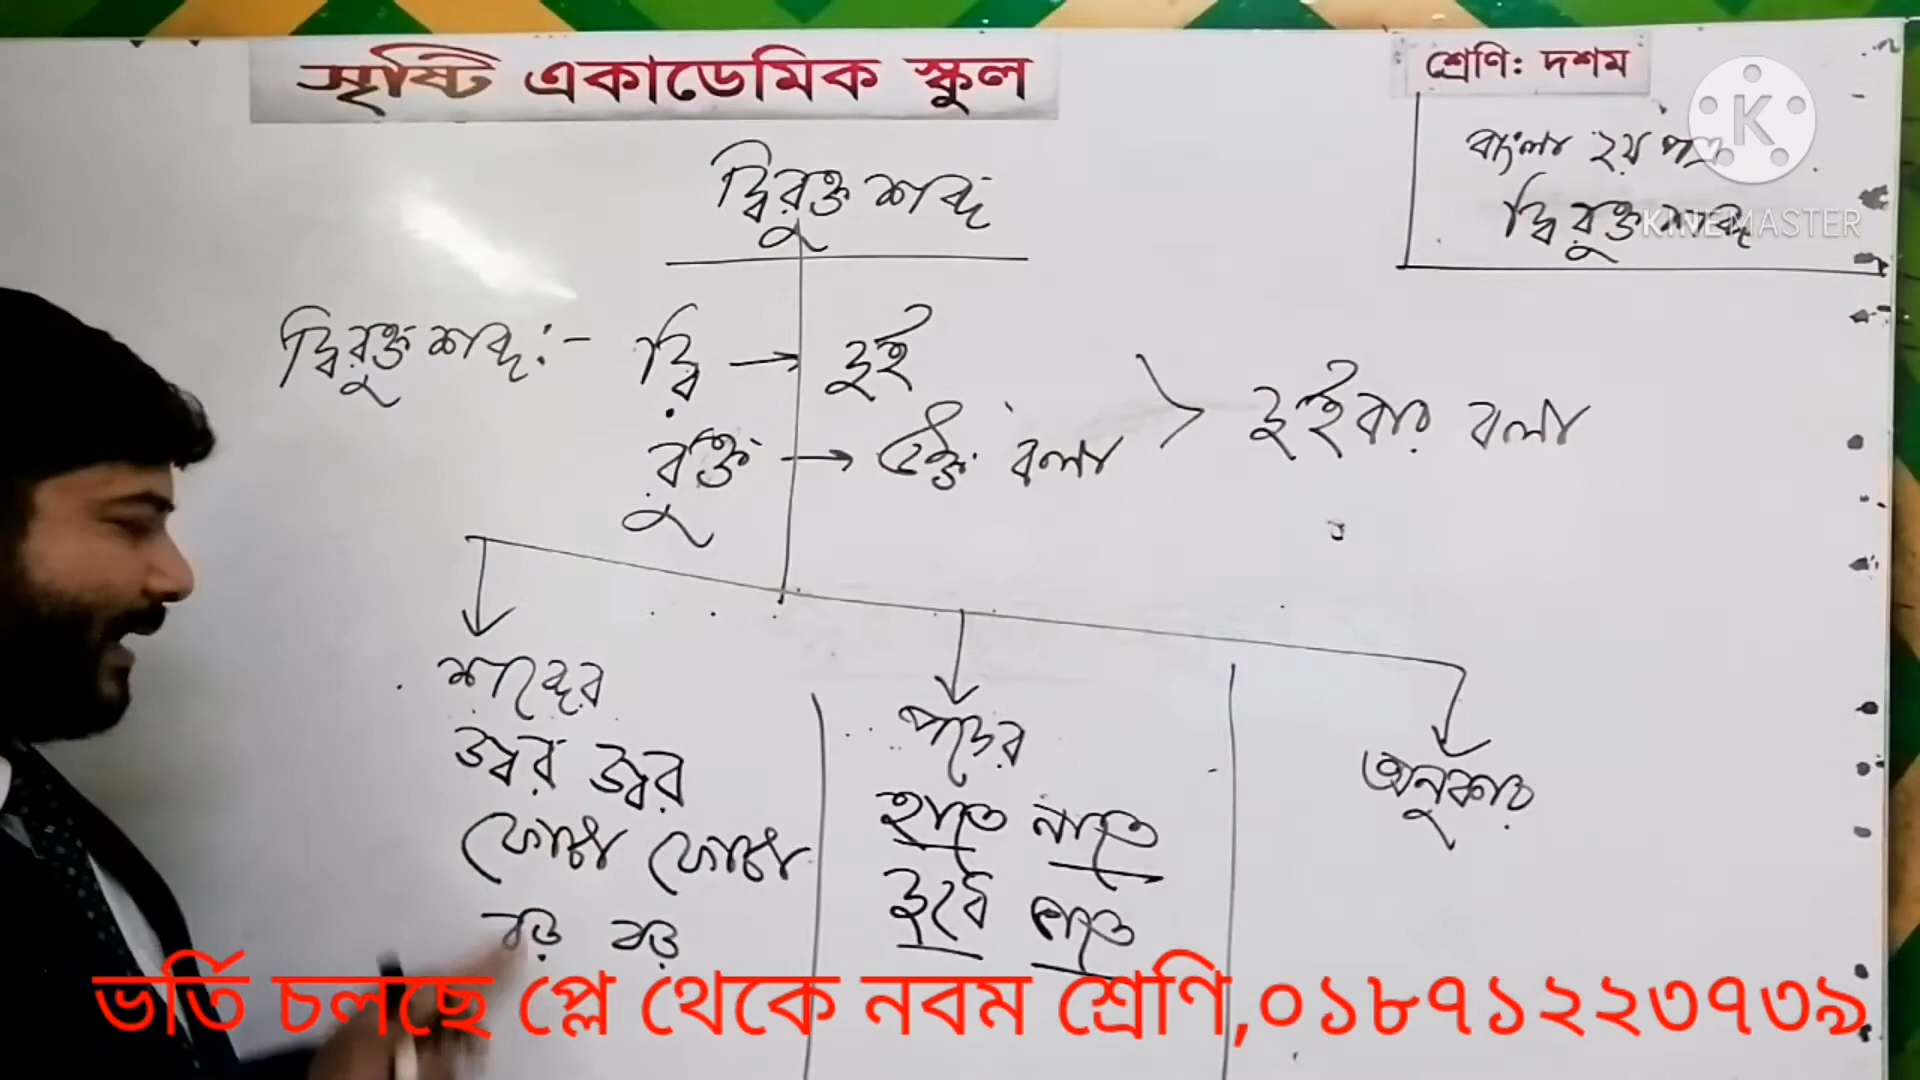 সৃষ্টি একাডেমিক স্কুল
শ্রেণিঃ দশম
বাংলা ২য় পত্র
দ্বিরুক্ত শব্দ
KINEMASTER
দ্বিরুক্ত শব্দ
দ্বিরুক্ত শব্দ:- দ্বি → দুই
রুক্ত → উক্ত বলা > দুইবার বলা
শব্দের
জ্বর জ্বর
ফোটা ফোটা
বড় বড়
পদের
হাতে নাতে
দুধে ভাতে
অনুকার
ভর্তি চলছে প্লে থেকে নবম শ্রেণি,০১৮৭১২২৩৭৩৯